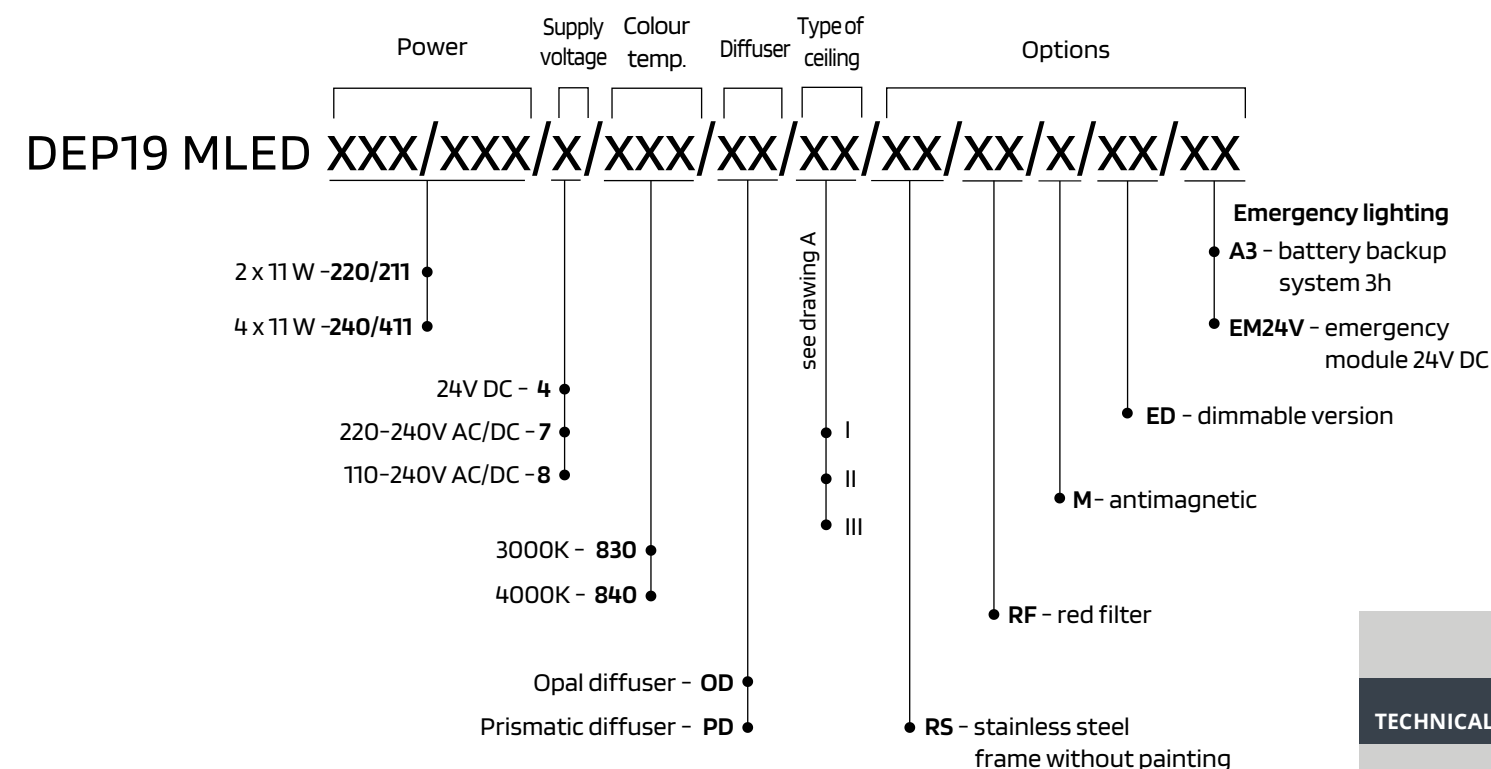 Power
Supply
voltage
Colour
temp.
Diffuser
Type of
ceiling
Options
DEP19 MLED XXX/XXX/X/XXX/XX/XX/XX/XX/X/XX/XX
2 x 11 W -220/211
4 x 11 W -240/411
24V DC - 4
220-240V AC/DC - 7
110-240V AC/DC - 8
3000K - 830
4000K - 840
Opal diffuser - OD
Prismatic diffuser - PD
see drawing A
I
II
III
RS - stainless steel
frame without painting
RF - red filter
M- antimagnetic
ED - dimmable version
Emergency lighting
A3 - battery backup
system 3h
EM24V - emergency
module 24V DC
TECHNICAL